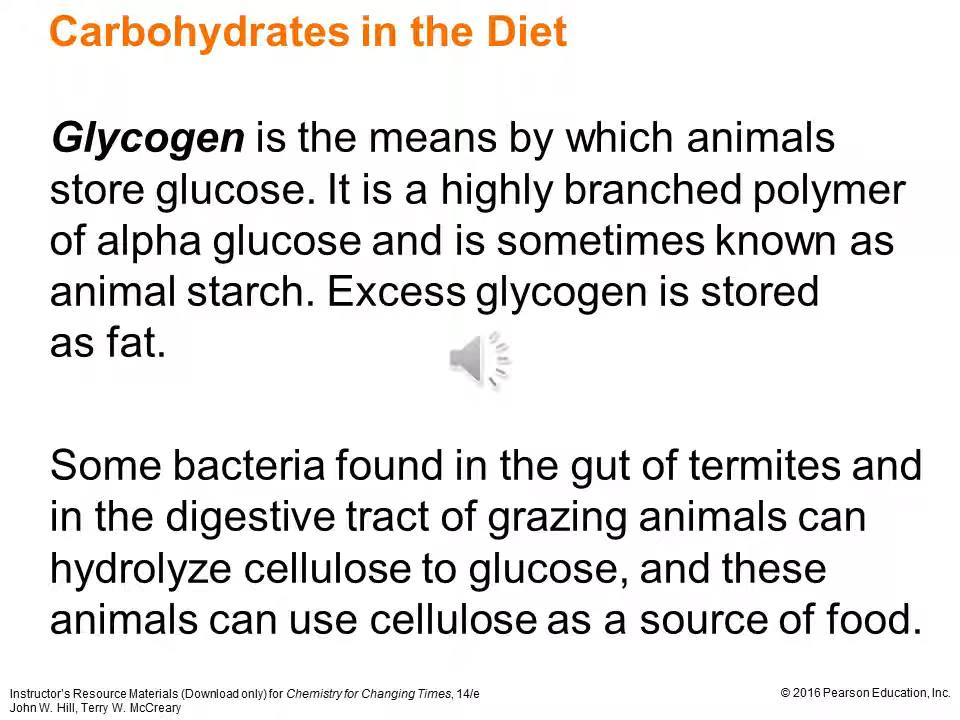 Carbohydrates in the Diet
Glycogen is the means by which animals
store glucose. It is a highly branched polymer
of alpha glucose and is sometimes known as
animal starch. Excess glycogen is stored
as fat.
Some bacteria found in the gut of termites and
in the digestive tract of grazing animals can
hydrolyze cellulose to glucose, and these
animals can use cellulose as a source of food.
Instructor's Resource Materials (Download only) for Chemistry for Changing Times, 14/e
John W. Hill, Terry W. McCreary
© 2016 Pearson Education, Inc.